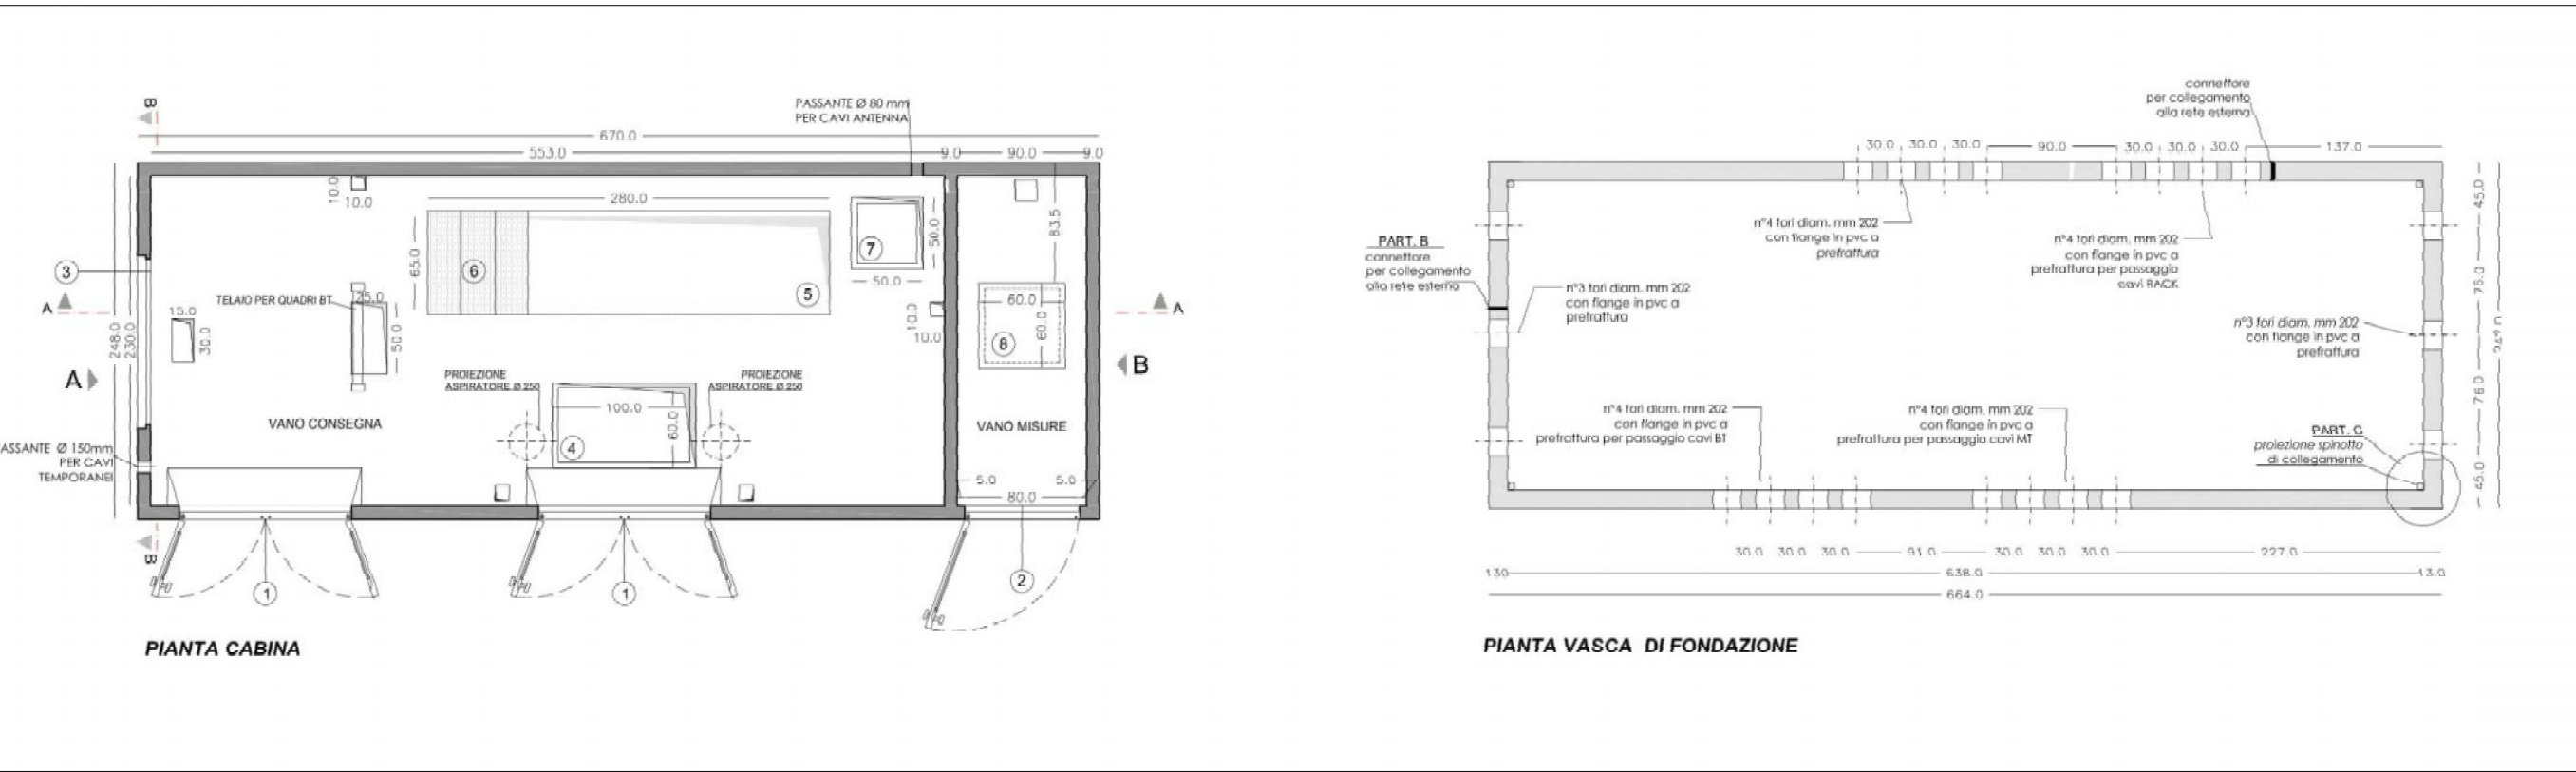 B
PASSANTE Ø 80 mm
PER CAVI ANTENNA
670.0
553.0
9.0
90.0
9.0
10.0
10.0
280.0
65.0
6
5
7
50.0
50.0
83.5
3
A
TELAIO PER QUADRI BT
25.0
50.0
15.0
30.0
248.0
230.0
10.0
10.0
60.0
60.0
8
A
A
B
PROIEZIONE
ASPIRATORE Ø 250
PROIEZIONE
ASPIRATORE Ø 250
100.0
60.0
4
VANO CONSEGNA
VANO MISURE
ASSANTE Ø 150mm
PER CAVI
TEMPORANEI
5.0
5.0
80.0
B
1
1
2
PIANTA CABINA
connettore
per collegamento
alla rete esterna
30.0
30.0
30.0
90.0
30.0
30.0
30.0
137.0
PART. B
connettore
per collegamento
alla rete esterna
n°4 fori diam. mm 202
con flange in pvc a
prefrattura
n°4 fori diam. mm 202
con flange in pvc a
prefrattura per passaggio
cavi RACK
n°3 fori diam. mm 202
con flange in pvc a
prefrattura
n°3 fori diam. mm 202
con flange in pvc a
prefrattura
45.0
75.0
76.0
45.0
n°4 fori diam. mm 202
con flange in pvc a
prefrattura per passaggio cavi BT
n°4 fori diam. mm 202
con flange in pvc a
prefrattura per passaggio cavi MT
PART. C
proiezione spinotto
di collegamento
30.0
30.0
30.0
91.0
30.0
30.0
30.0
227.0
130
638.0
13.0
664.0
PIANTA VASCA DI FONDAZIONE